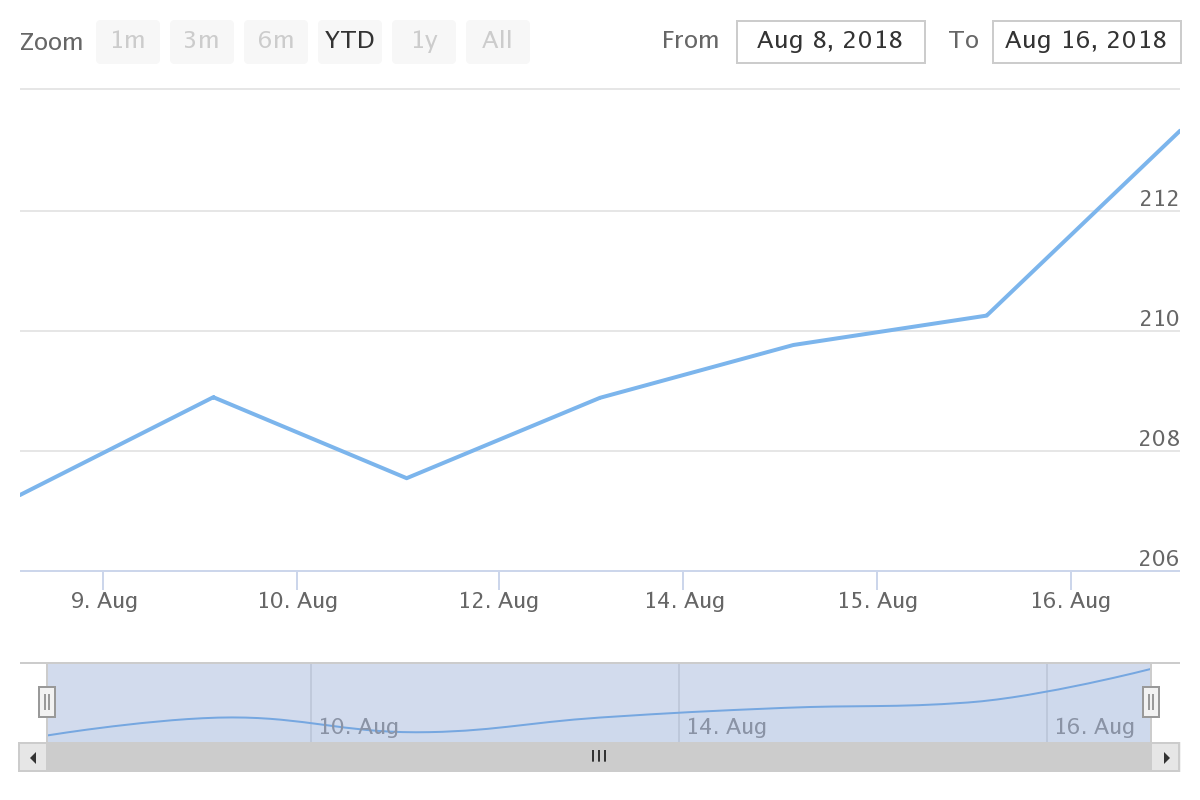 Zoom 1m 3m 6m YTD 1y All From Aug 8, 2018 To Aug 16, 2018
212
210
208
206
9. Aug 10. Aug 12. Aug 14. Aug 15. Aug 16. Aug
10. Aug 14. Aug 16. Aug